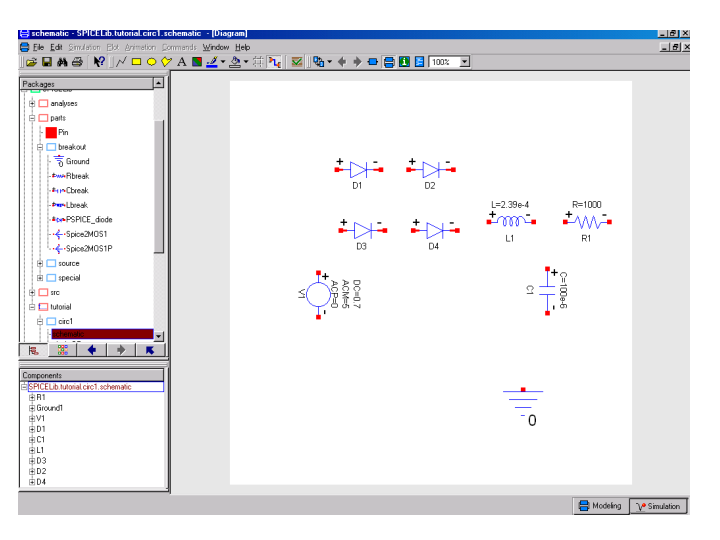 schematic - SPICELib.tutorial.circ1.schematic - [Diagram]
File Edit Simulation Plot Animation Commands Window Help
A 100%
Packages
analyses
parts
Pin
breakout
Ground
Rbreak
Cbreak
Lbreak
PSPICE_diode
Spice2MOS1
Spice2MOS1P
source
special
src
tutorial
circ1
Components
SPICELib.tutorial.circ1.schematic
R1
Ground1
V1
D1
C1
L1
D3
D2
D4
+ - + -
D1 D2
L=2.39e-4 R=1000
+ - + - + - + -
D3 D4 L1 R1
+
V1
DC=0.7
ACM=5
ACP=0
-
+
C1
C=100e-6
-
0
Modeling Simulation